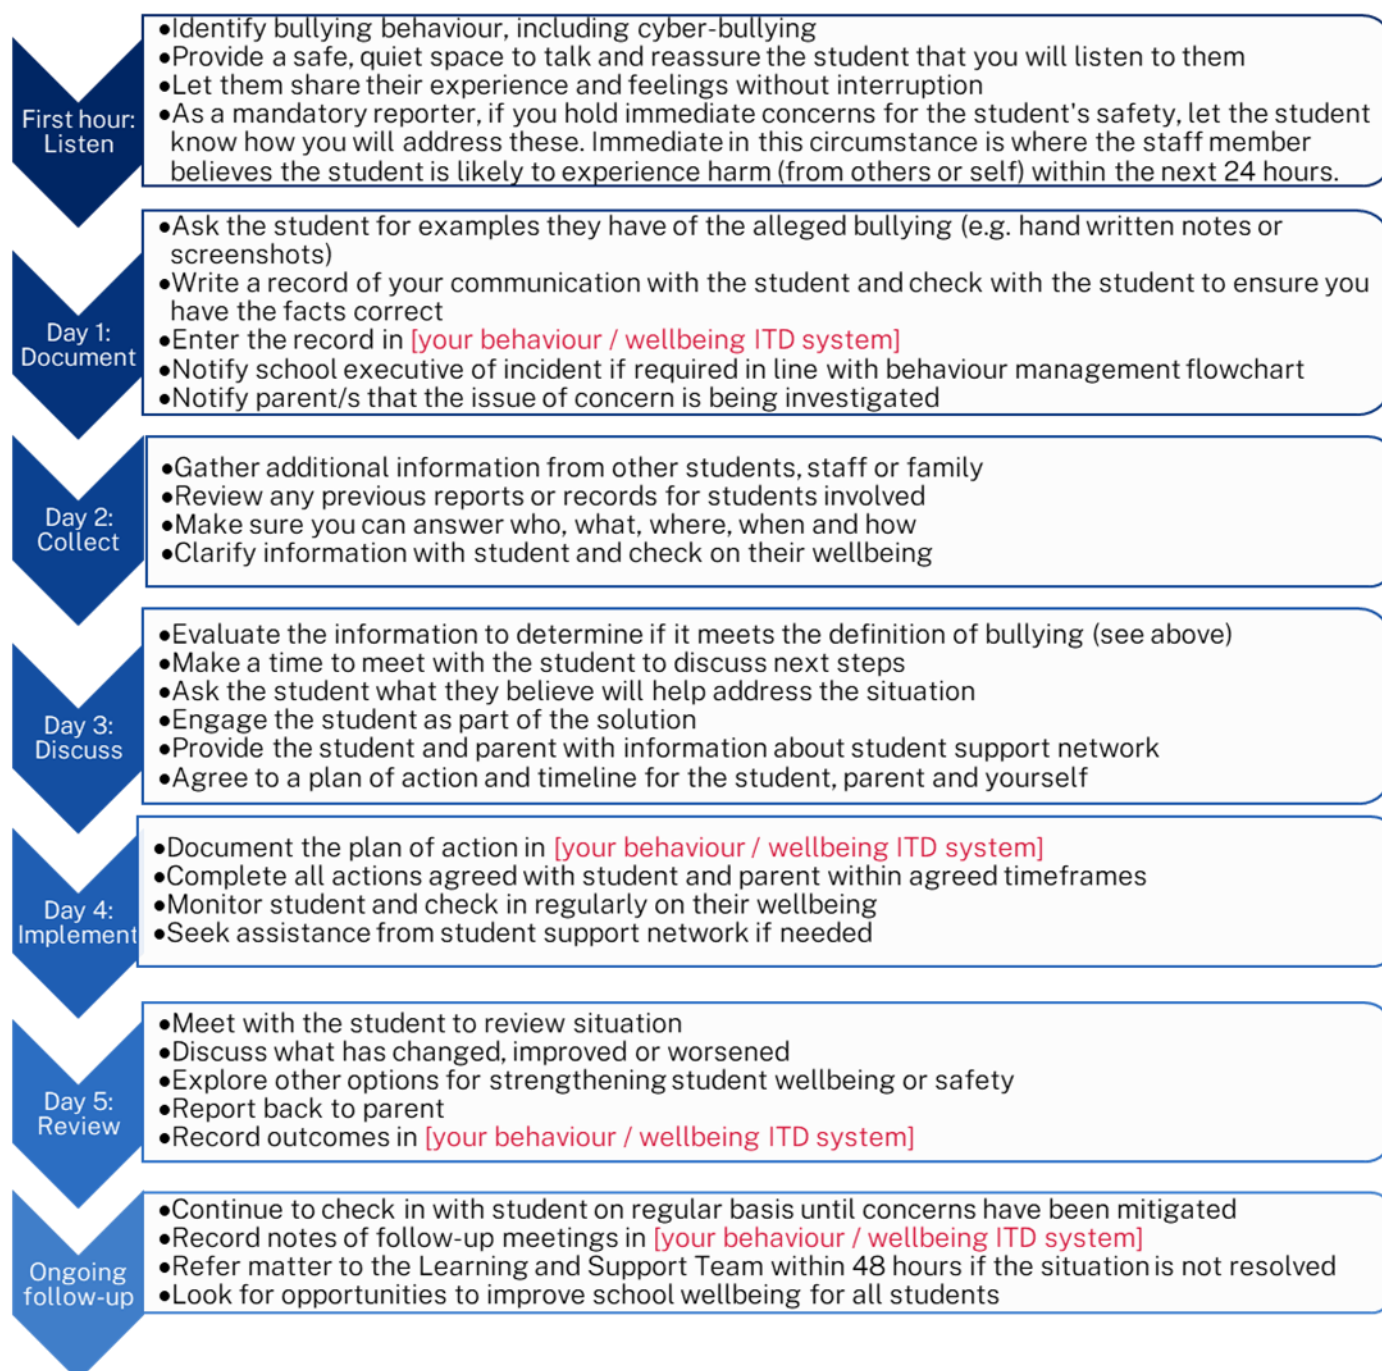 First hour:
Listen
•Identify bullying behaviour, including cyber-bullying
•Provide a safe, quiet space to talk and reassure the student that you will listen to them
•Let them share their experience and feelings without interruption
•As a mandatory reporter, if you hold immediate concerns for the student's safety, let the student
know how you will address these. Immediate in this circumstance is where the staff member
believes the student is likely to experience harm (from others or self) within the next 24 hours.
Day 1:
Document
•Ask the student for examples they have of the alleged bullying (e.g. hand written notes or
screenshots)
•Write a record of your communication with the student and check with the student to ensure you
have the facts correct
•Enter the record in [your behaviour / wellbeing ITD system]
•Notify school executive of incident if required in line with behaviour management flowchart
•Notify parent/s that the issue of concern is being investigated
Day 2:
Collect
•Gather additional information from other students, staff or family
•Review any previous reports or records for students involved
•Make sure you can answer who, what, where, when and how
•Clarify information with student and check on their wellbeing
Day 3:
Discuss
•Evaluate the information to determine if it meets the definition of bullying (see above)
•Make a time to meet with the student to discuss next steps
•Ask the student what they believe will help address the situation
•Engage the student as part of the solution
•Provide the student and parent with information about student support network
•Agree to a plan of action and timeline for the student, parent and yourself
Day 4:
Implement
•Document the plan of action in [your behaviour / wellbeing ITD system]
•Complete all actions agreed with student and parent within agreed timeframes
•Monitor student and check in regularly on their wellbeing
•Seek assistance from student support network if needed
Day 5:
Review
•Meet with the student to review situation
•Discuss what has changed, improved or worsened
•Explore other options for strengthening student wellbeing or safety
•Report back to parent
•Record outcomes in [your behaviour / wellbeing ITD system]
Ongoing
follow-up
•Continue to check in with student on regular basis until concerns have been mitigated
•Record notes of follow-up meetings in [your behaviour / wellbeing ITD system]
•Refer matter to the Learning and Support Team within 48 hours if the situation is not resolved
•Look for opportunities to improve school wellbeing for all students